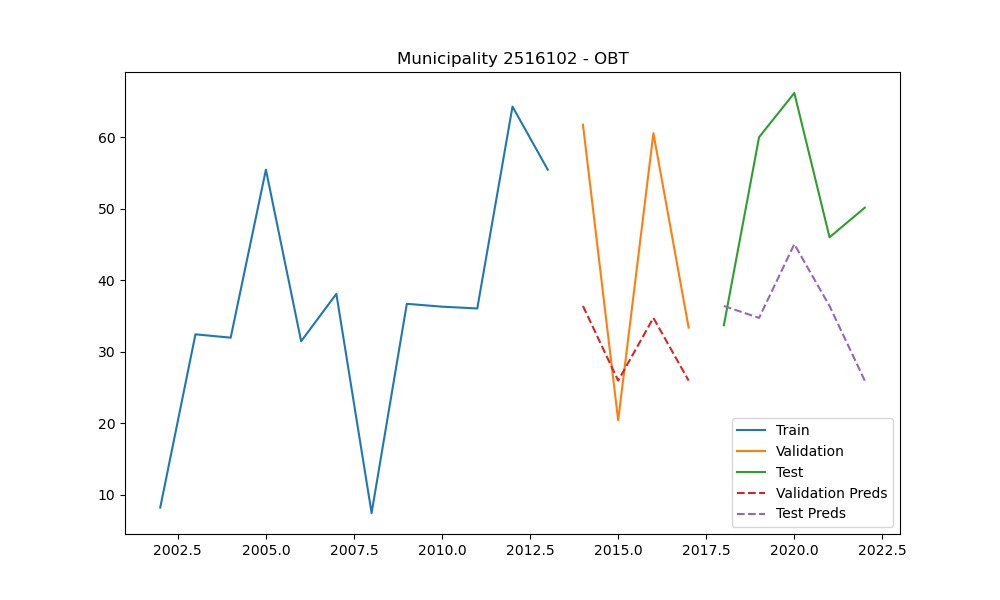 Municipality 2516102 - OBT
60
50
40
30
20
10
2002.5 2005.0 2007.5 2010.0 2012.5 2015.0 2017.5 2020.0 2022.5
Train
Validation
Test
Validation Preds
Test Preds